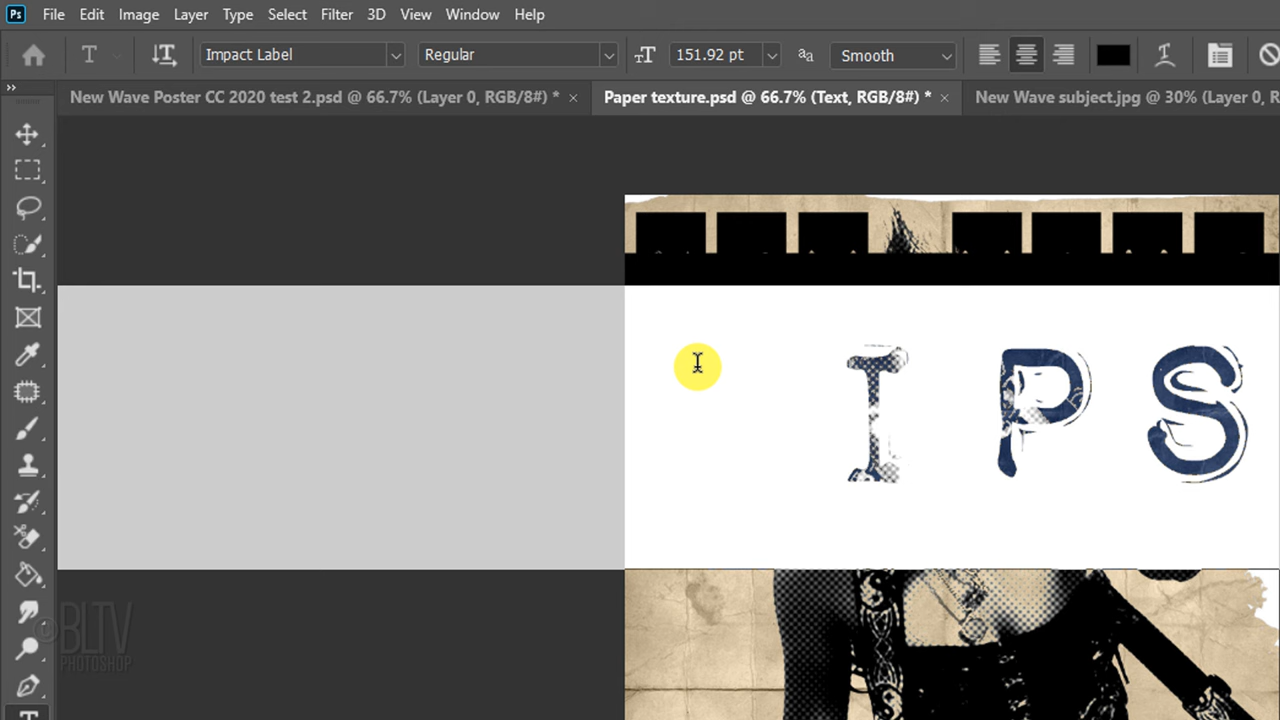 Ps File Edit Image Layer Type Select Filter 3D View Window Help
T Impact Label Regular 151.92 pt Smooth
New Wave Poster CC 2020 test 2.psd @ 66.7% (Layer 0, RGB/8#) * × Paper texture.psd @ 66.7% (Text, RGB/8#) * × New Wave subject.jpg @ 30% (Layer 0, R
I P S
©BLTV
PHOTOSHOP